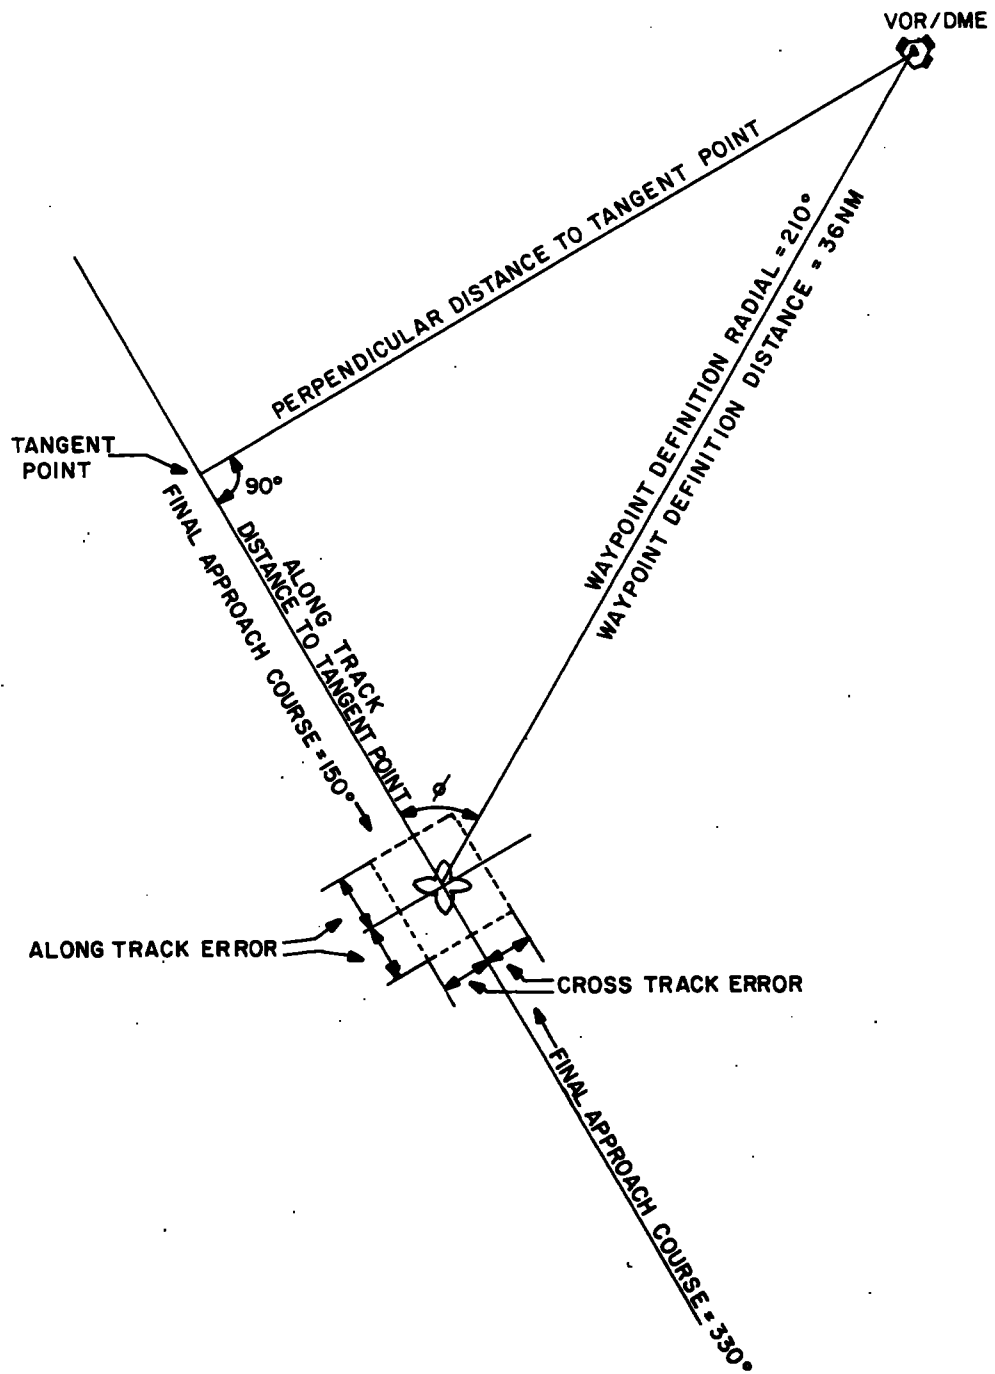 VOR/DME
PERPENDICULAR DISTANCE TO TANGENT POINT
WAYPOINT DEFINITION RADIAL = 210°
WAYPOINT DEFINITION DISTANCE = 36NM
TANGENT
POINT
90°
FINAL APPROACH COURSE = 150°
ALONG TRACK
DISTANCE TO TANGENT POINT
ϕ
ALONG TRACK ERROR
CROSS TRACK ERROR
FINAL APPROACH COURSE = 330°